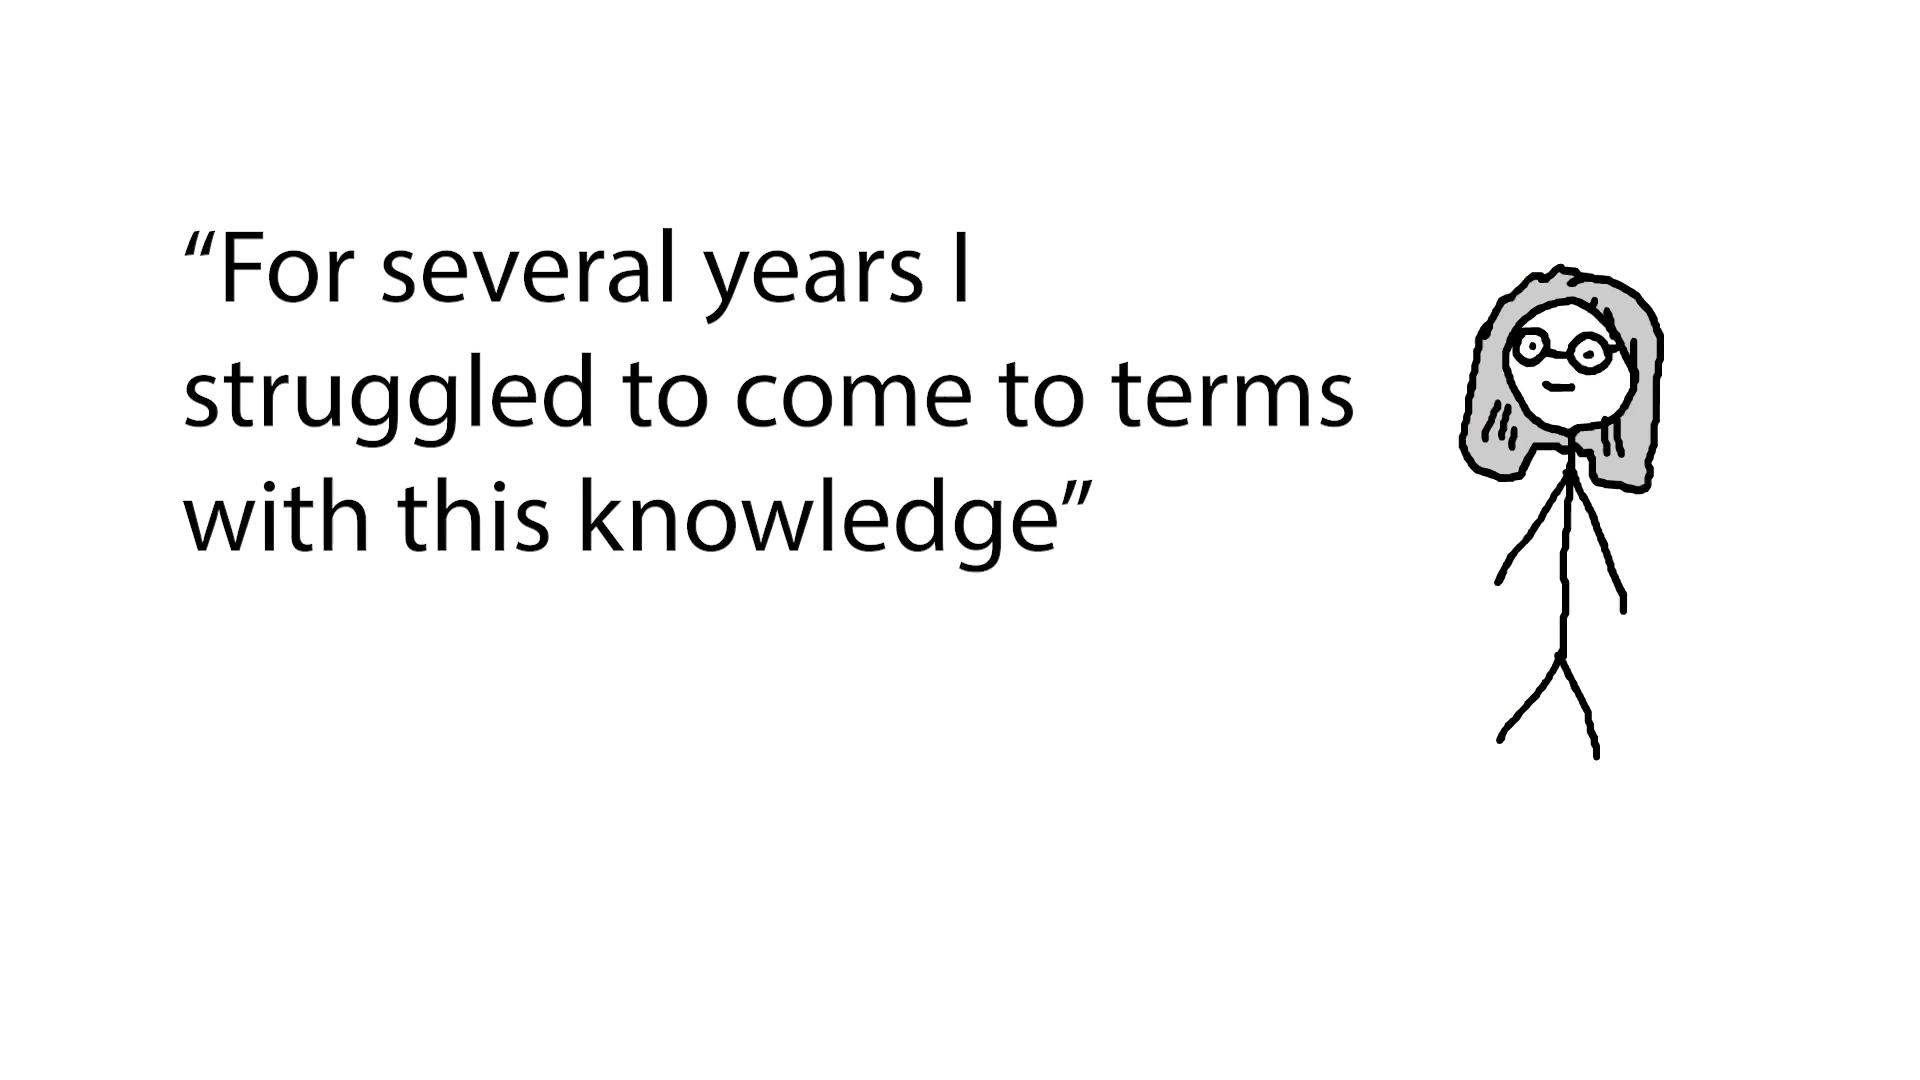 “For several years I
struggled to come to terms
with this knowledge”